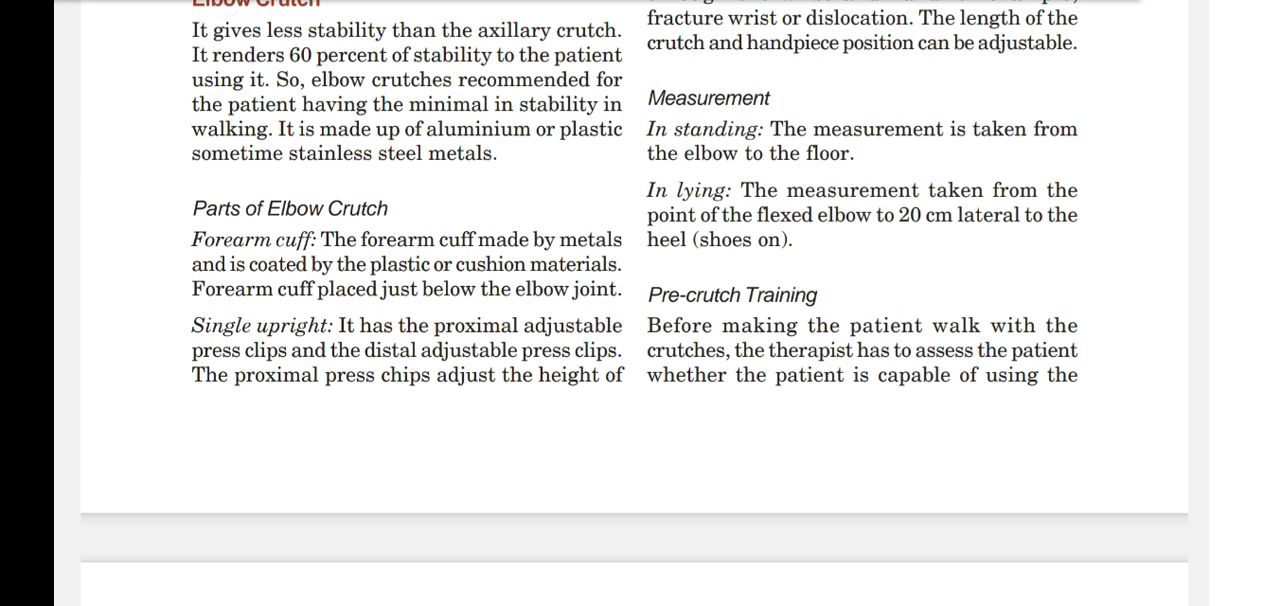 Elbow Crutch
It gives less stability than the axillary crutch.
It renders 60 percent of stability to the patient
using it. So, elbow crutches recommended for
the patient having the minimal in stability in
walking. It is made up of aluminium or plastic
sometime stainless steel metals.
Parts of Elbow Crutch
Forearm cuff: The forearm cuff made by metals
and is coated by the plastic or cushion materials.
Forearm cuff placed just below the elbow joint.
Single upright: It has the proximal adjustable
press clips and the distal adjustable press clips.
The proximal press chips adjust the height of
fracture wrist or dislocation. The length of the
crutch and handpiece position can be adjustable.
Measurement
In standing: The measurement is taken from
the elbow to the floor.
In lying: The measurement taken from the
point of the flexed elbow to 20 cm lateral to the
heel (shoes on).
Pre-crutch Training
Before making the patient walk with the
crutches, the therapist has to assess the patient
whether the patient is capable of using the